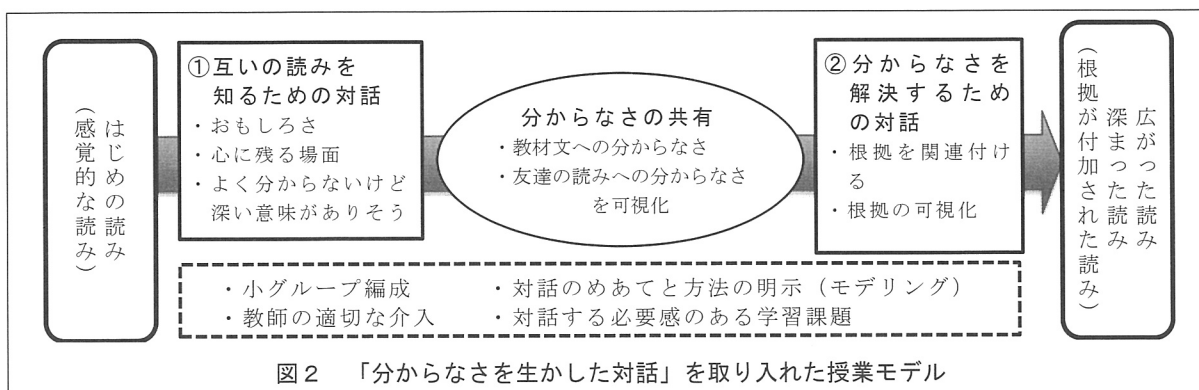 はじめの読み
（感覚的な読み）
①互いの読みを
知るための対話
・おもしろさ
・心に残る場面
・よく分からないけど
深い意味がありそう
分からなさの共有
・教材文への分からなさ
・友達の読みへの分からなさ
を可視化
②分からなさを
解決するため
の対話
・根拠を関連付け
る
・根拠の可視化
広がった読み
深まった読み
（根拠が付加された読み）
・小グループ編成
・対話のめあてと方法の明示（モデリング）
・教師の適切な介入
・対話する必要感のある学習課題
図２　「分からなさを生かした対話」を取り入れた授業モデル